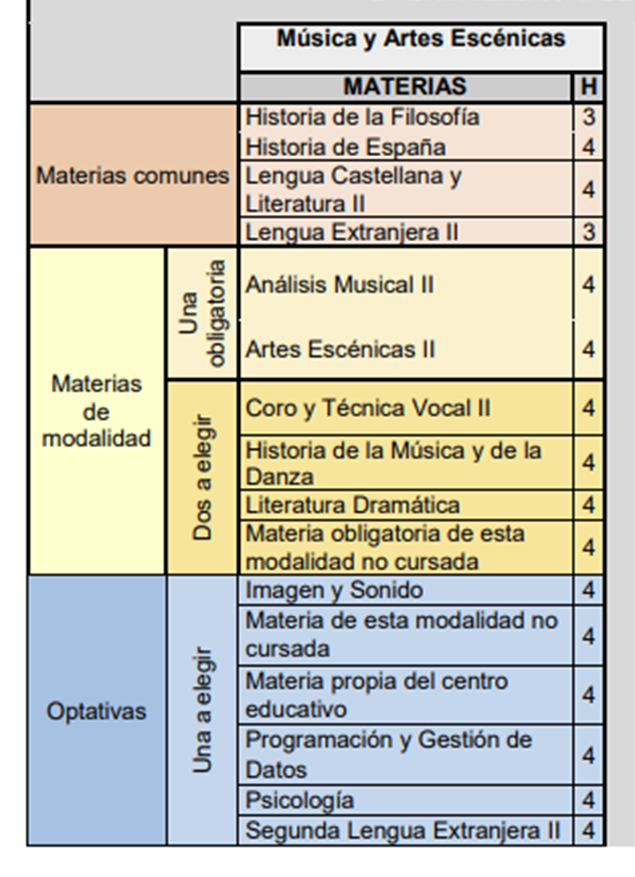 Música y Artes Escénicas
MATERIAS H
Materias comunes
Historia de la Filosofía 3
Historia de España 4
Lengua Castellana y
Literatura II 4
Lengua Extranjera II 3
Materias
de
modalidad
Una
obligatoria
Análisis Musical II 4
Artes Escénicas II 4
Dos a elegir
Coro y Técnica Vocal II 4
Historia de la Música y de la
Danza 4
Literatura Dramática 4
Materia obligatoria de esta
modalidad no cursada 4
Optativas
Una a elegir
Imagen y Sonido 4
Materia de esta modalidad no
cursada 4
Materia propia del centro
educativo 4
Programación y Gestión de
Datos 4
Psicología 4
Segunda Lengua Extranjera II 4